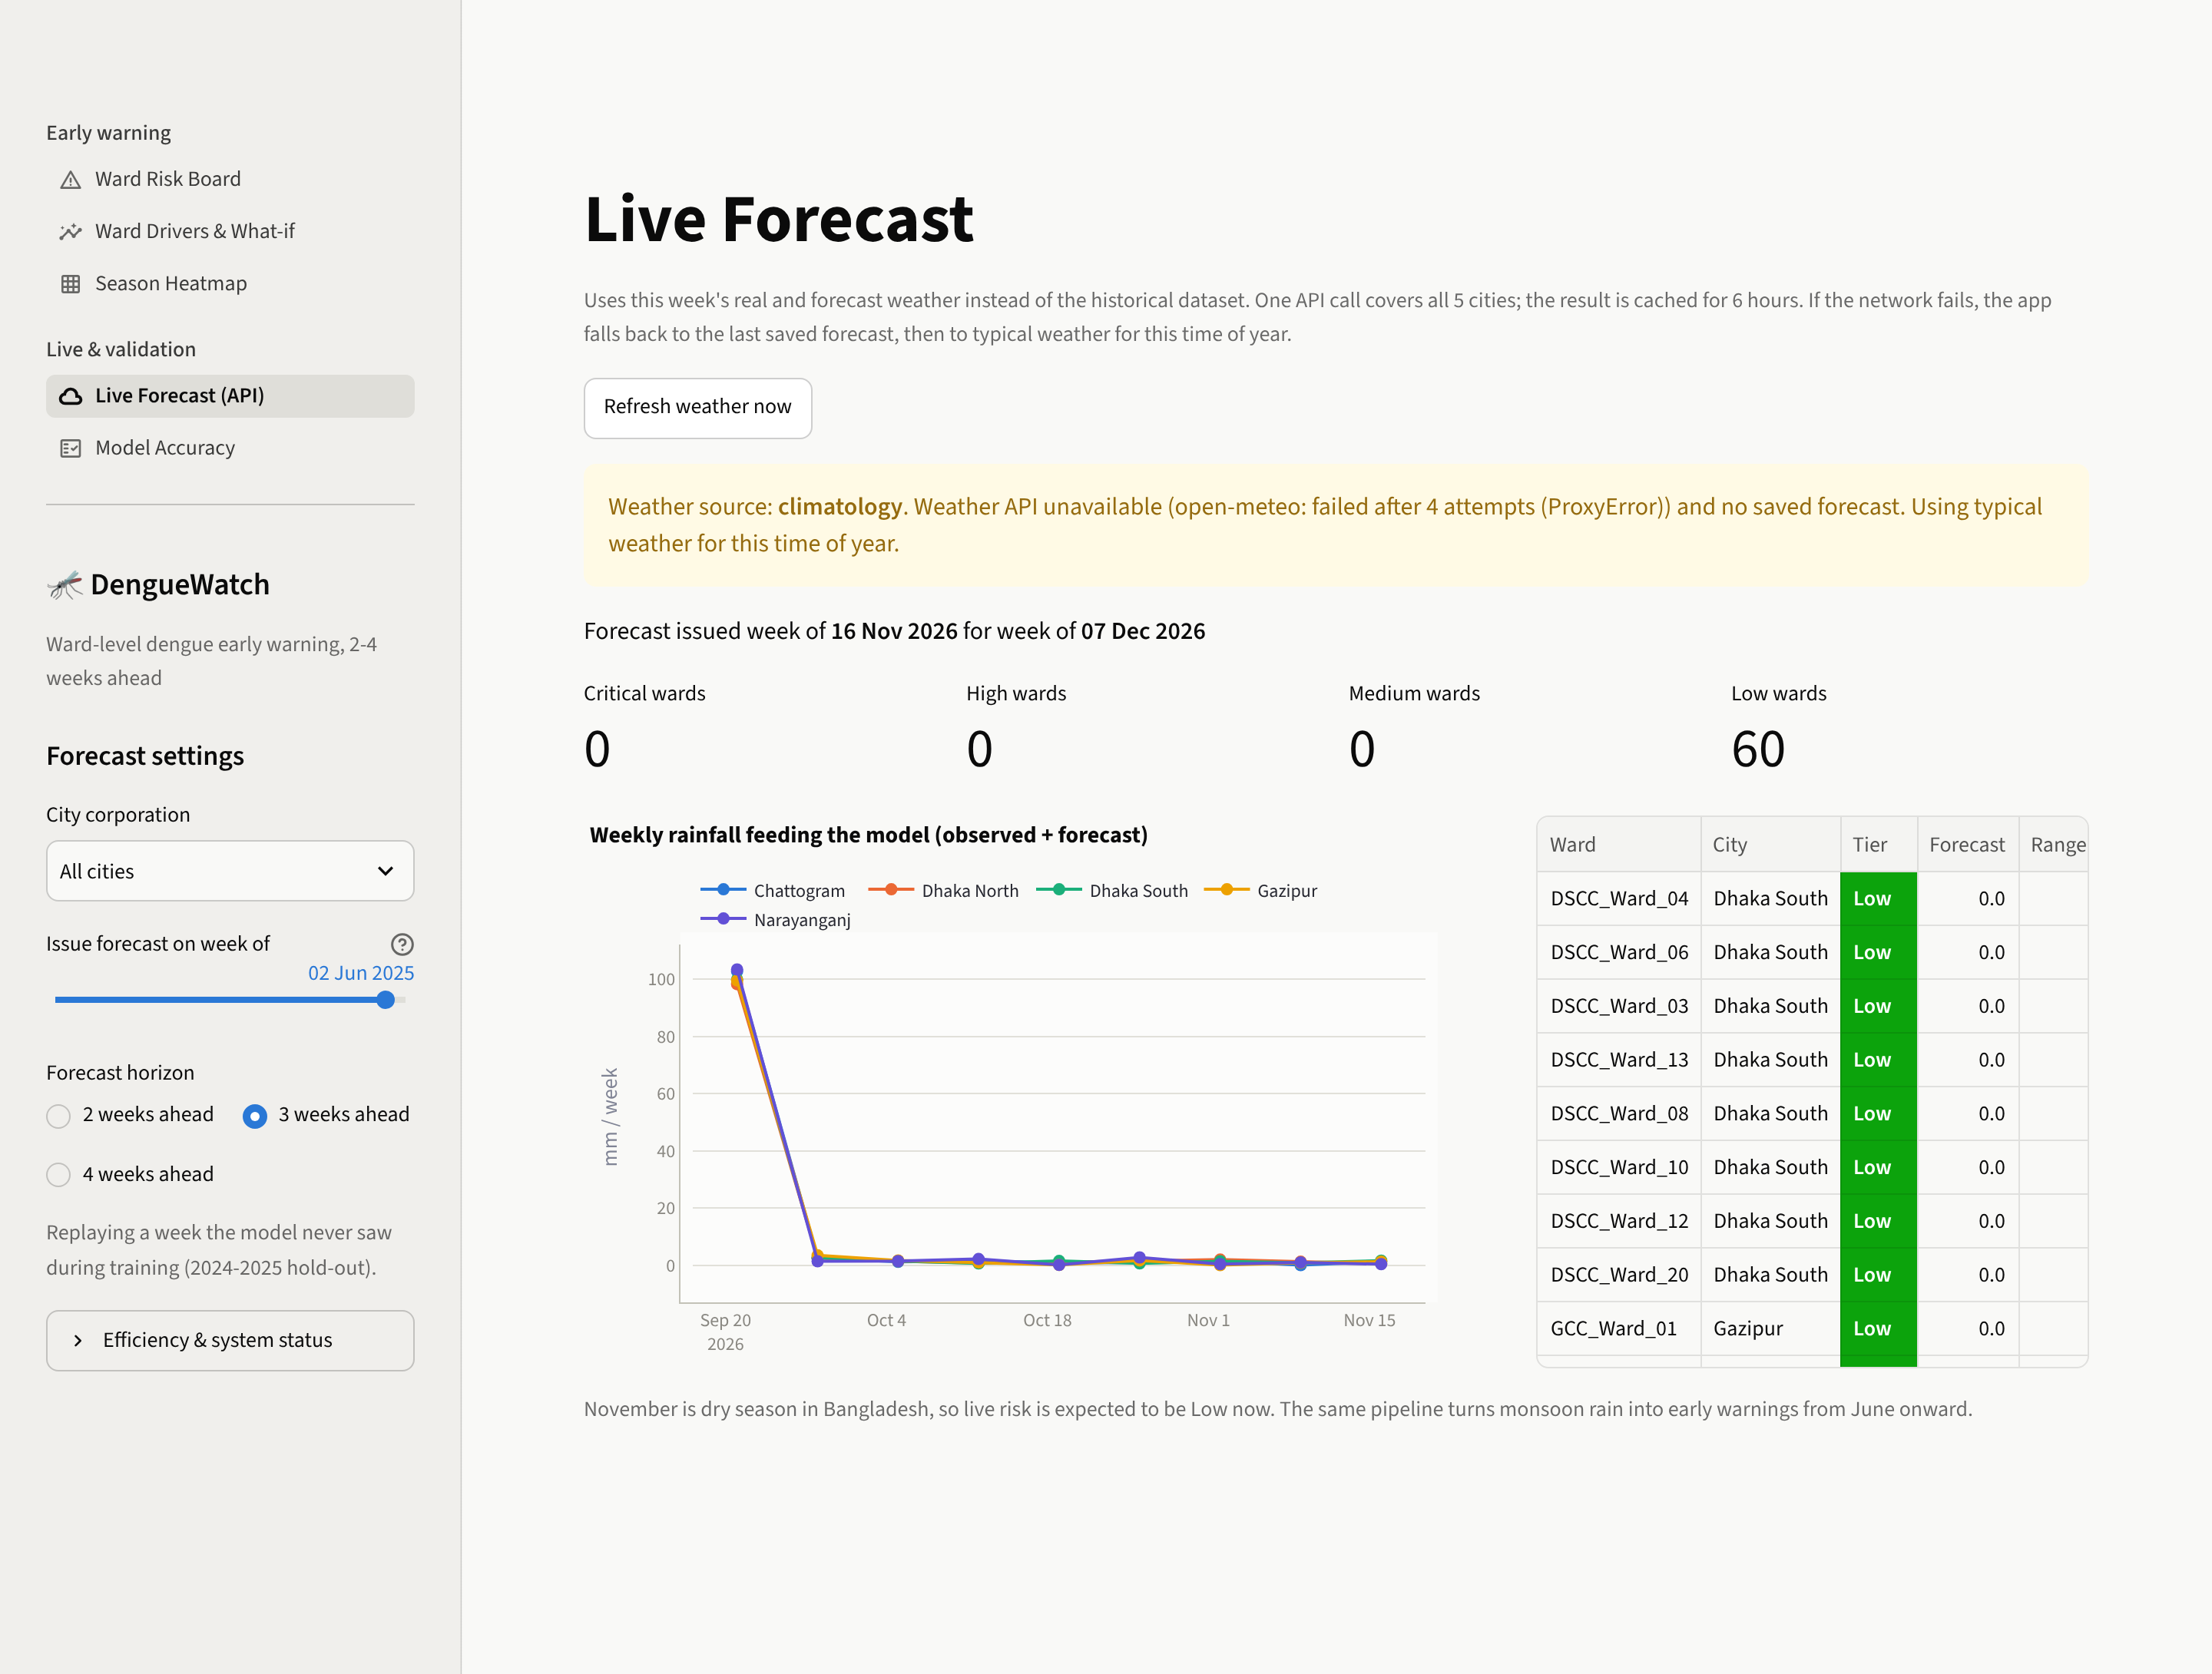 Early warning
Ward Risk Board
Ward Drivers & What-if
Season Heatmap
Live & validation
Live Forecast (API)
Model Accuracy
DengueWatch
Ward-level dengue early warning, 2-4
weeks ahead
Forecast settings
City corporation
All cities
Issue forecast on week of
02 Jun 2025
Forecast horizon
2 weeks ahead
3 weeks ahead
4 weeks ahead
Replaying a week the model never saw
during training (2024-2025 hold-out).
Efficiency & system status
Live Forecast
Uses this week's real and forecast weather instead of the historical dataset. One API call covers all 5 cities; the result is cached for 6 hours. If the network fails, the app
falls back to the last saved forecast, then to typical weather for this time of year.
Refresh weather now
Weather source: climatology. Weather API unavailable (open-meteo: failed after 4 attempts (ProxyError)) and no saved forecast. Using typical
weather for this time of year.
Forecast issued week of 16 Nov 2026 for week of 07 Dec 2026
Critical wards High wards Medium wards Low wards
0 0 0 60
Weekly rainfall feeding the model (observed + forecast)
Chattogram Dhaka North Dhaka South Gazipur
Narayanganj
mm / week
100
80
60
40
20
0
Sep 20 Oct 4 Oct 18 Nov 1 Nov 15
2026
Ward City Tier Forecast Range
DSCC_Ward_04 Dhaka South Low 0.0
DSCC_Ward_06 Dhaka South Low 0.0
DSCC_Ward_03 Dhaka South Low 0.0
DSCC_Ward_13 Dhaka South Low 0.0
DSCC_Ward_08 Dhaka South Low 0.0
DSCC_Ward_10 Dhaka South Low 0.0
DSCC_Ward_12 Dhaka South Low 0.0
DSCC_Ward_20 Dhaka South Low 0.0
GCC_Ward_01 Gazipur Low 0.0
November is dry season in Bangladesh, so live risk is expected to be Low now. The same pipeline turns monsoon rain into early warnings from June onward.